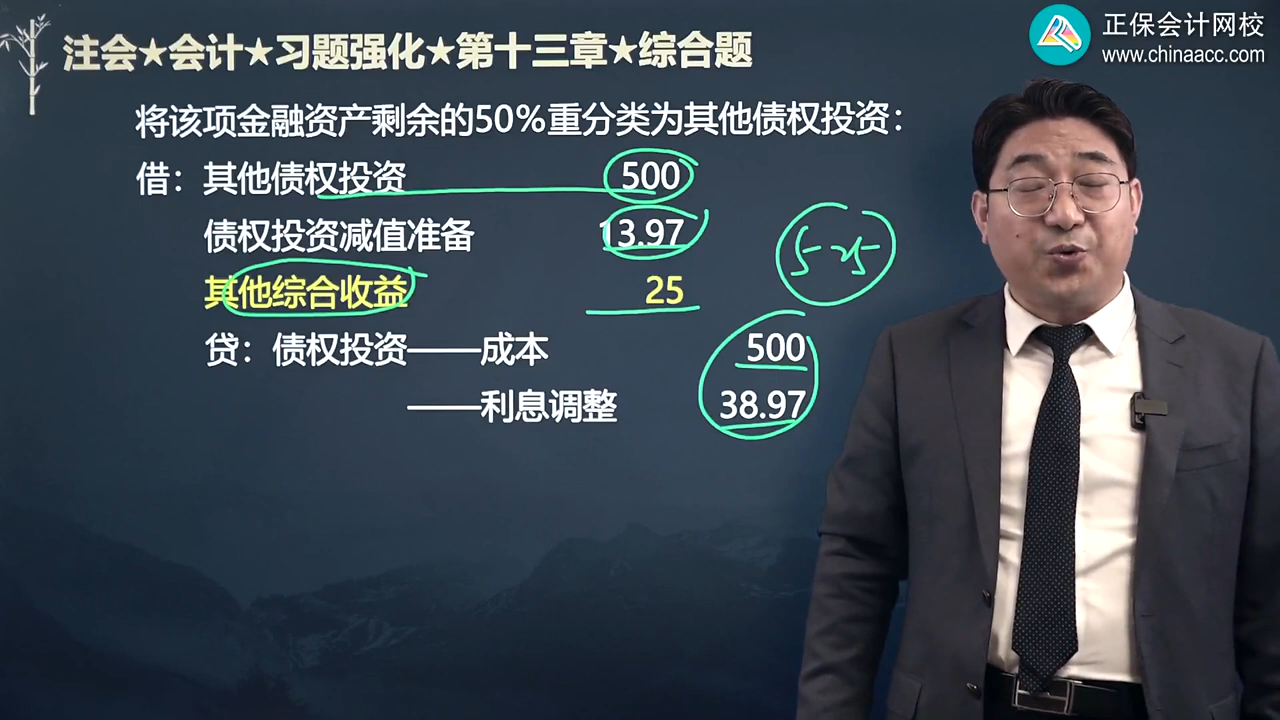 正保会计网校
www.chinaacc.com
注会★会计★习题强化★第十三章★综合题
将该项金融资产剩余的50%重分类为其他债权投资：
借：其他债权投资 500
债权投资减值准备 13.97
其他综合收益 25
525
贷：债权投资——成本 500
——利息调整 38.97